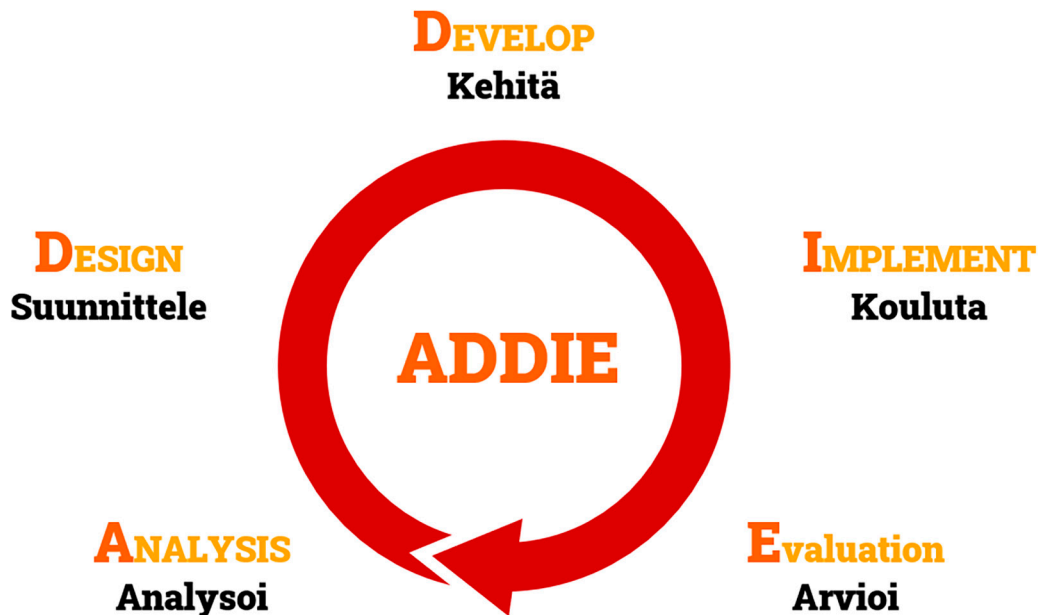 DEVELOP
Kehitä
DESIGN
Suunnittele
IMPLEMENT
Kouluta
ADDIE
ANALYSIS
Analysoi
Evaluation
Arvioi